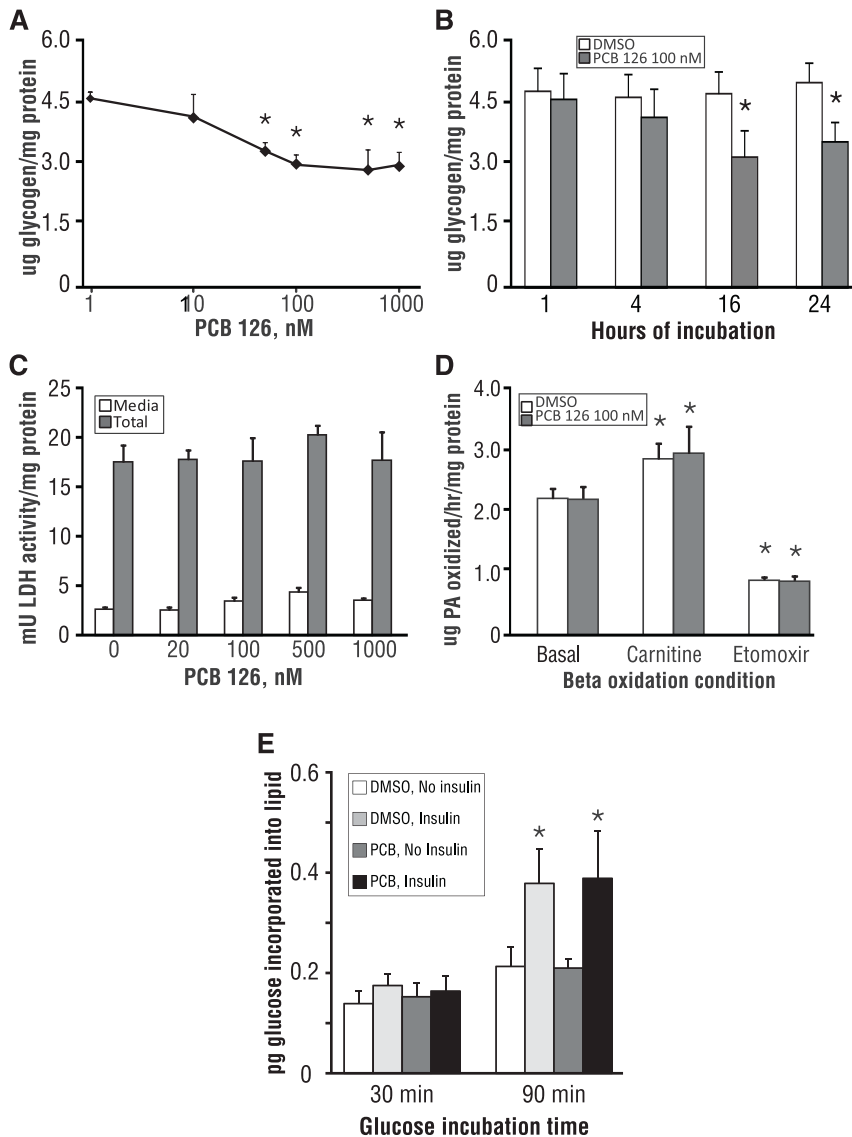 A
6.0
4.5
3.0
1.5
0
ug glycogen/mg protein
* * * *
1 110 100 1000
PCB 126, nM
B
6.0
4.5
3.0
1.5
0
ug glycogen/mg protein
DMSO
PCB 126 100 nM
* *
1 4 16 24
Hours of incubation
C
25
20
15
10
5
0
mU LDH activity/mg protein
Media
Total
0 20 100 500 1000
PCB 126, nM
D
4.0
3.0
2.0
1.0
0
ug PA oxidized/hr/mg protein
DMSO
PCB 126 100 nM
* *
* *
Basal Carnitine Etomoxir
Beta oxidation condition
E
0.6
0.4
0.2
0
pg glucose incorporated into lipid
DMSO, No insulin
DMSO, Insulin
PCB, No Insulin
PCB, Insulin
* *
30 min 90 min
Glucose incubation time